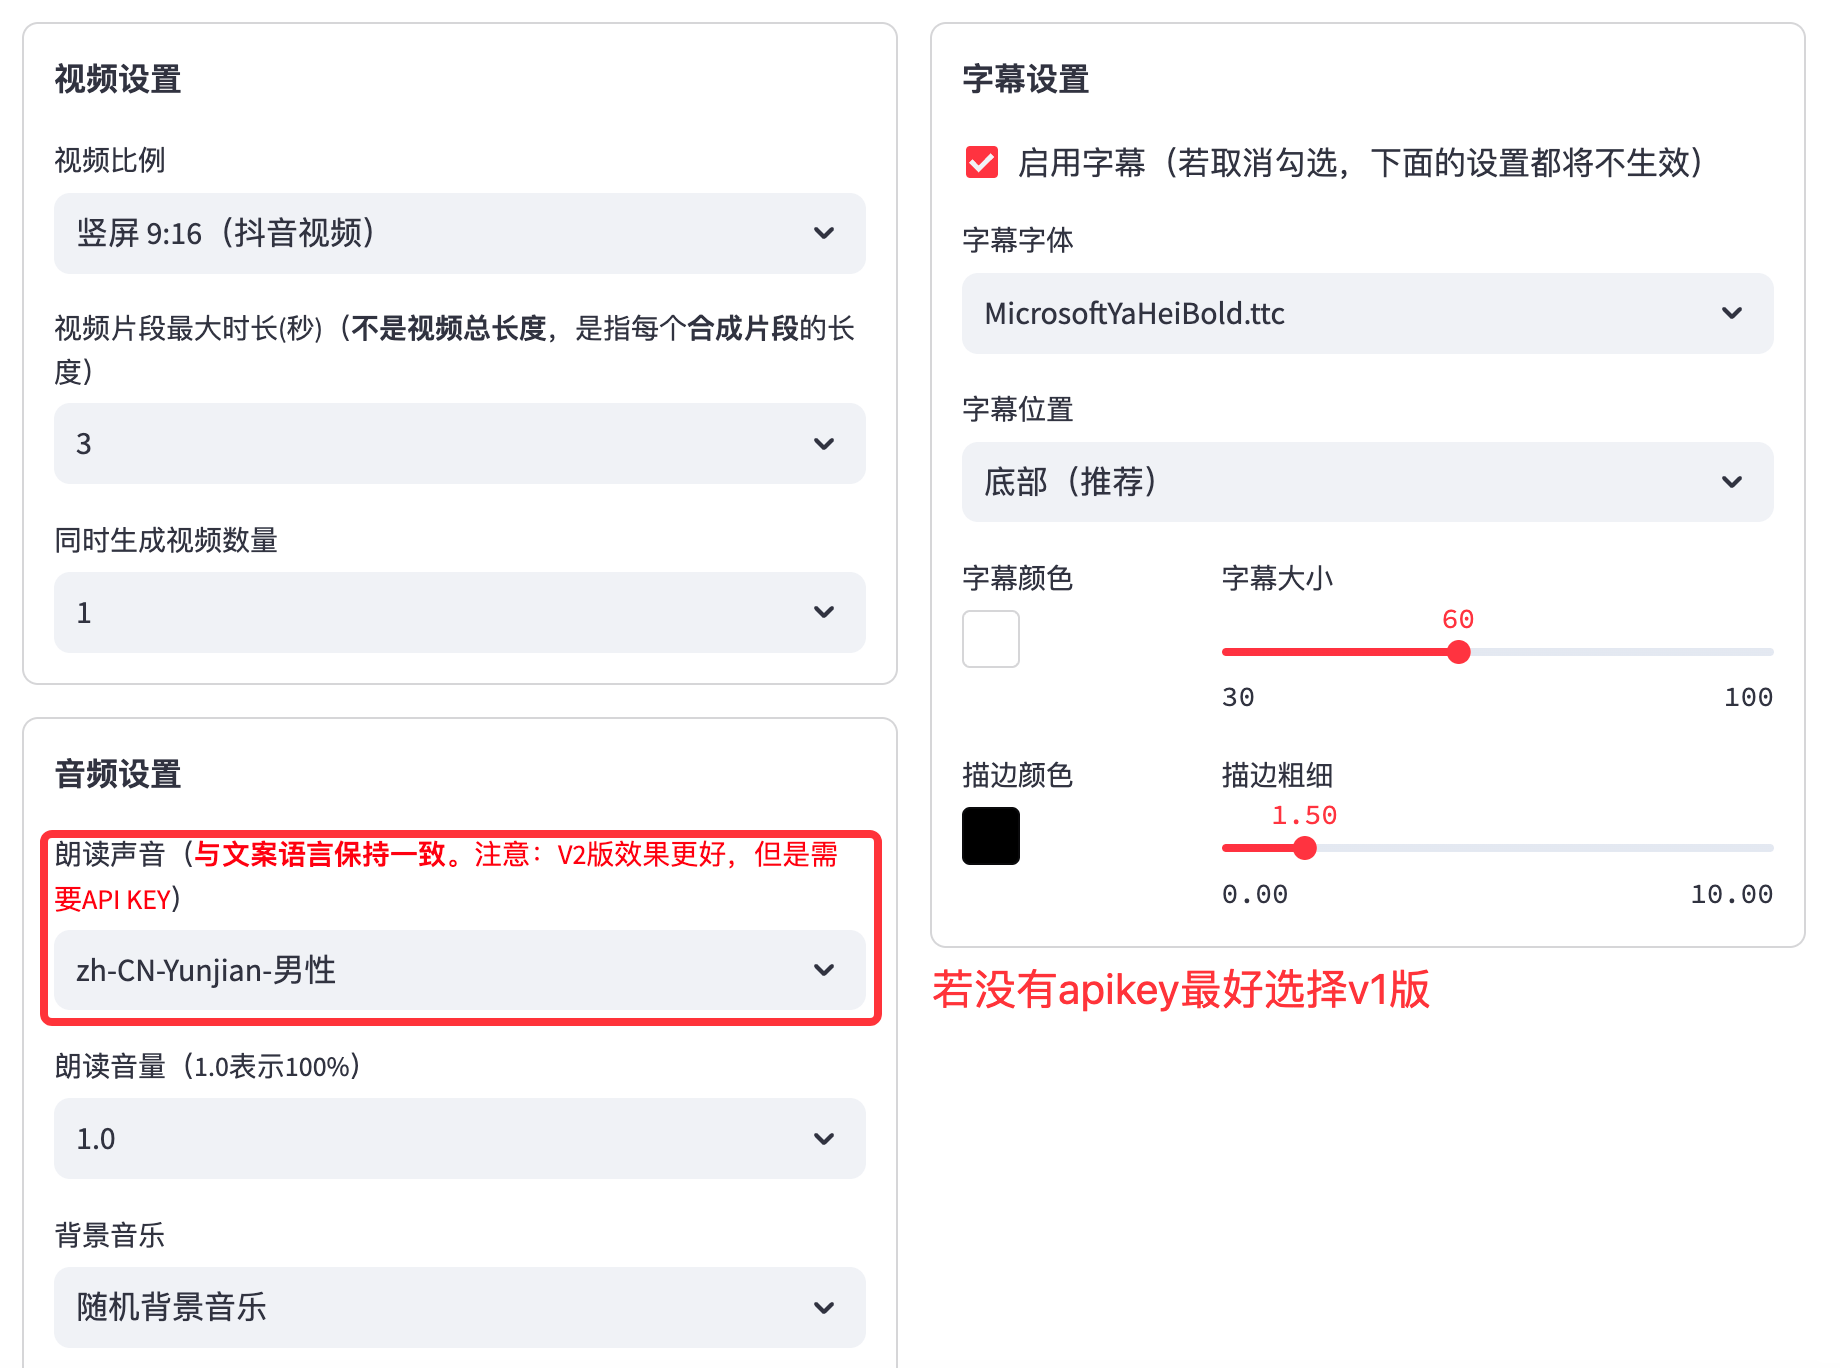 视频设置
视频比例
竖屏 9:16（抖音视频）
视频片段最大时长(秒)（不是视频总长度，是指每个合成片段的长
度）
3
同时生成视频数量
1
音频设置
朗读声音（与文案语言保持一致。注意：V2版效果更好，但是需
要API KEY）
zh-CN-Yunjian-男性
朗读音量（1.0表示100%）
1.0
背景音乐
随机背景音乐
字幕设置
启用字幕（若取消勾选，下面的设置都将不生效）
字幕字体
MicrosoftYaHeiBold.ttc
字幕位置
底部（推荐）
字幕颜色
字幕大小
60
30
100
描边颜色
描边粗细
1.50
0.00
10.00
若没有apikey最好选择v1版